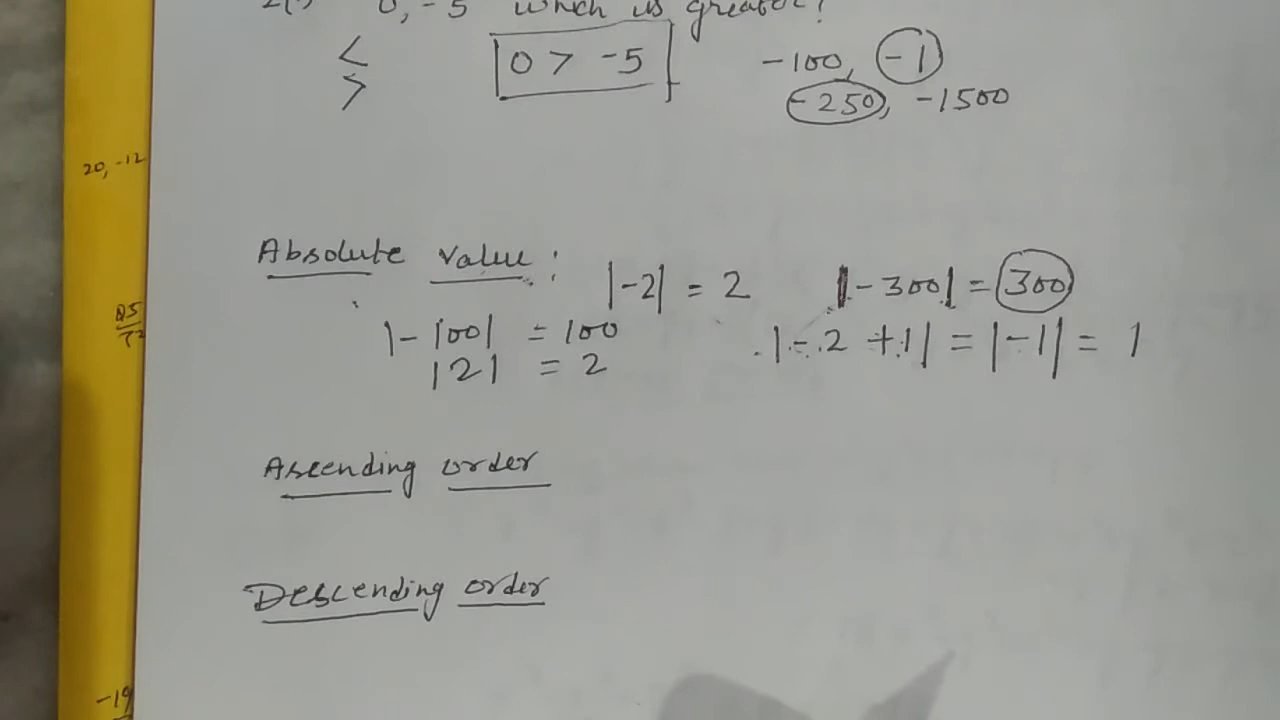 0, -5 which is greater?
<
0 > -5
-100, -1
>
-250, -1500
20, -12
Absolute value :
|-2| = 2
|-300| = 300
|-100| = 100
|-2 +1| = |-1| = 1
|2| = 2
Ascending order
Descending order
-19